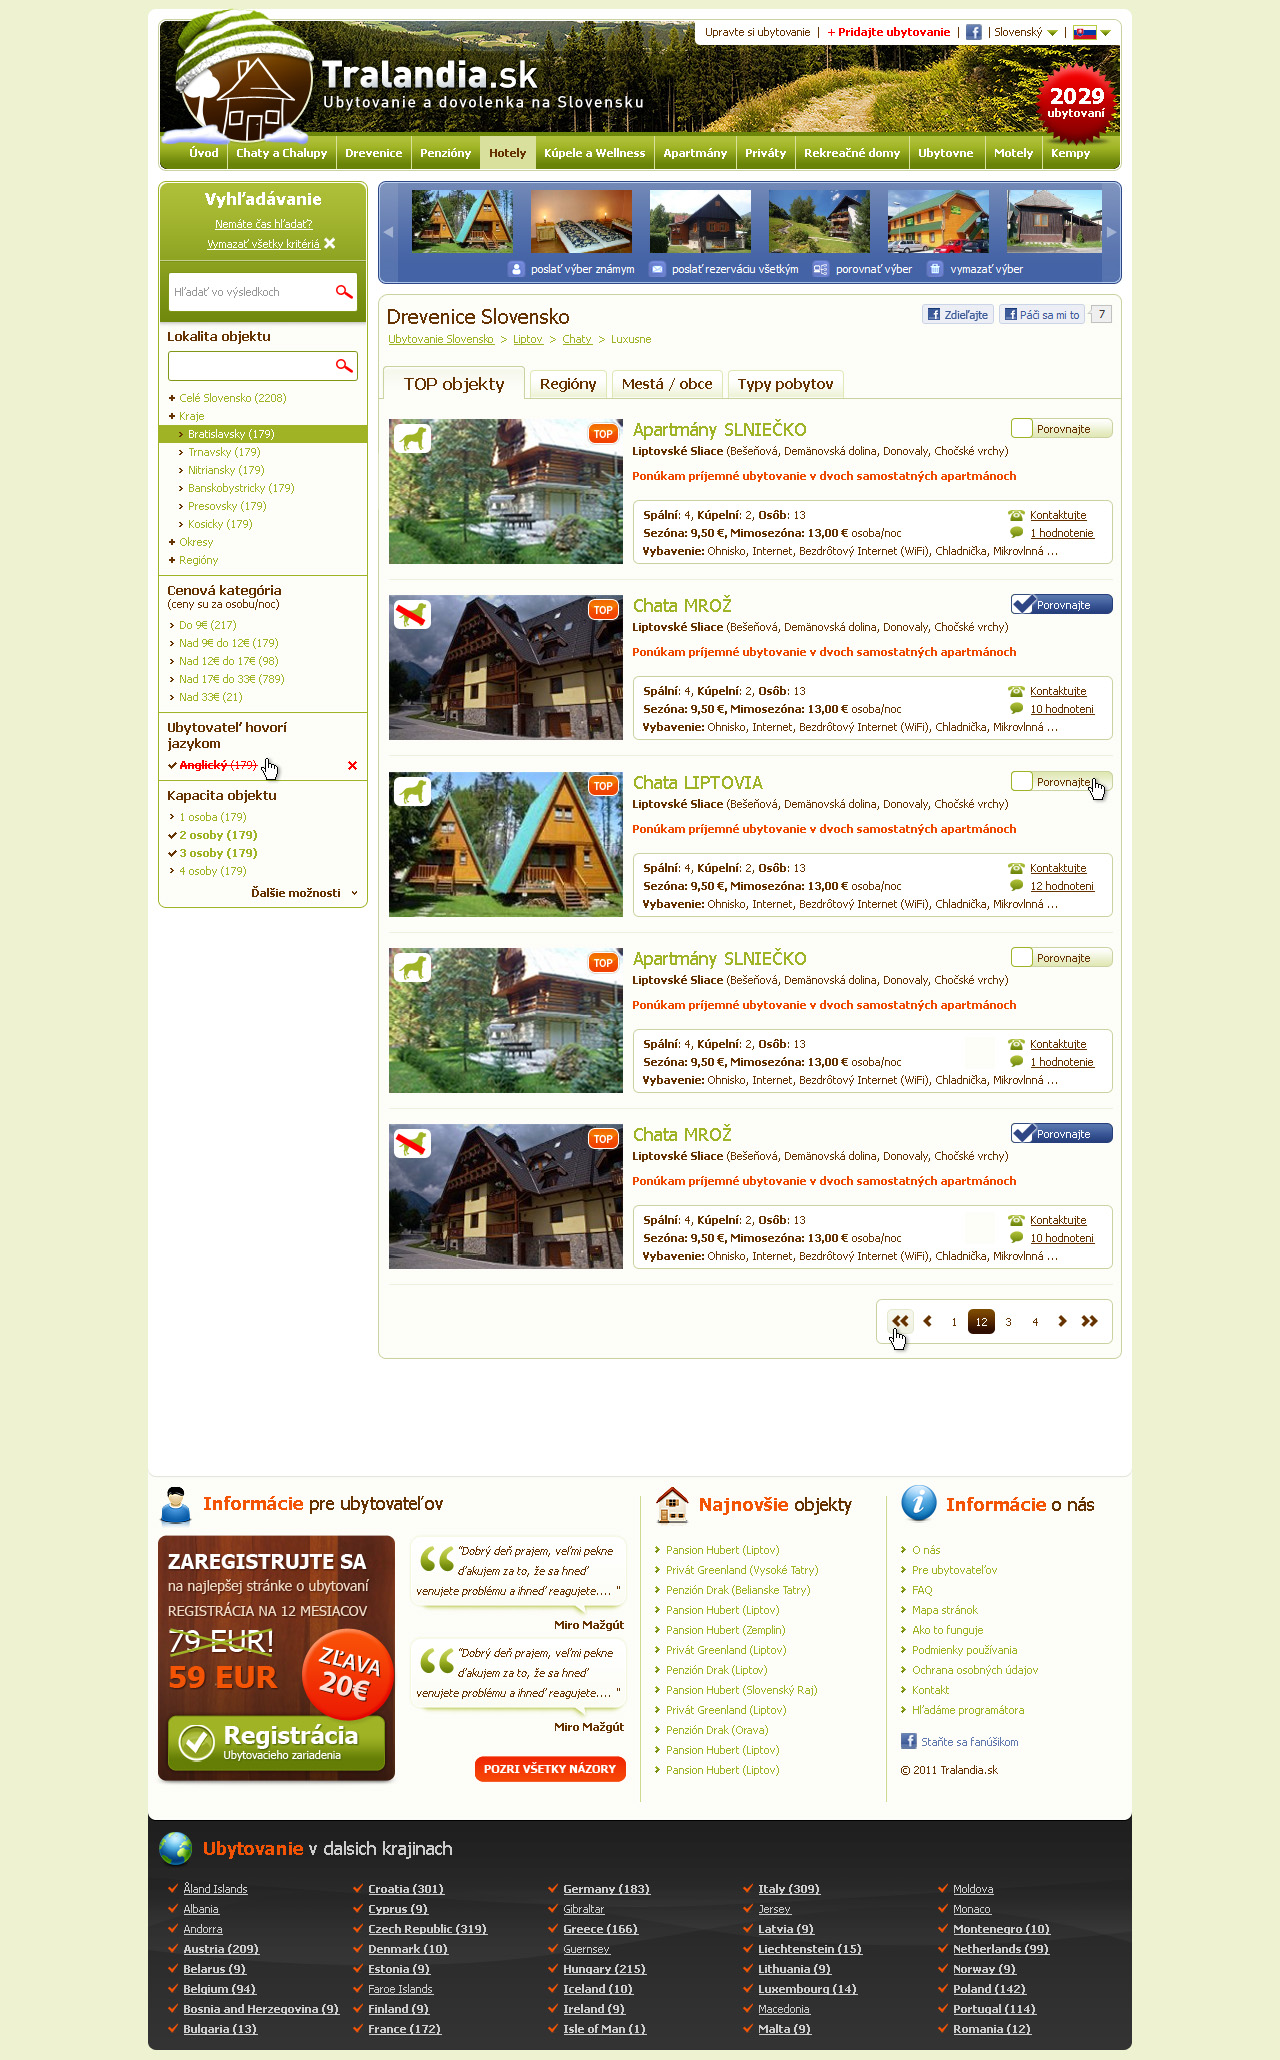 Upravte si ubytovanie | + Pridajte ubytovanie | | Slovenský |
Tralandia.sk
Ubytovanie a dovolenka na Slovensku
2029
ubytovaní
Úvod Chaty a Chalupy Drevenice Penzióny Hotely Kúpele a Wellness Apartmány Priváty Rekreačné domy Ubytovne Motely Kempy
Vyhľadávanie
Nemáte čas hľadať?
Vymazať všetky kritériá
Hľadať vo výsledkoch
Lokalita objektu
Celé Slovensko (2208)
Kraje
Bratislavsky (179)
Trnavsky (179)
Nitriansky (179)
Banskobystricky (179)
Presovsky (179)
Kosicky (179)
Okresy
Regióny
Cenová kategória
(ceny su za osobu/noc)
Do 9€ (217)
Nad 9€ do 12€ (179)
Nad 12€ do 17€ (98)
Nad 17€ do 33€ (789)
Nad 33€ (21)
Ubytovateľ hovorí
jazykom
Anglický (179)
Kapacita objektu
1 osoba (179)
2 osoby (179)
3 osoby (179)
4 osoby (179)
Ďalšie možnosti
poslať výber známym poslať rezerváciu všetkým porovnať výber vymazať výber
Drevenice Slovensko
Zdieľajte Páči sa mi to 7
Ubytovanie Slovensko > Liptov > Chaty > Luxusne
TOP objekty Regióny Mestá / obce Typy pobytov
TOP
Apartmány SLNIEČKO
Porovnajte
Liptovské Sliace (Bešeňová, Demänovská dolina, Donovaly, Chočské vrchy)
Ponúkam príjemné ubytovanie v dvoch samostatných apartmánoch
Spální: 4, Kúpelní: 2, Osôb: 13
Kontaktujte
Sezóna: 9,50 €, Mimosezóna: 13,00 € osoba/noc
1 hodnotenie
Vybavenie: Ohnisko, Internet, Bezdrôtový Internet (WiFi), Chladnička, Mikrovlnná ...
TOP
Chata MROŽ
Porovnajte
Liptovské Sliace (Bešeňová, Demänovská dolina, Donovaly, Chočské vrchy)
Ponúkam príjemné ubytovanie v dvoch samostatných apartmánoch
Spální: 4, Kúpelní: 2, Osôb: 13
Kontaktujte
Sezóna: 9,50 €, Mimosezóna: 13,00 € osoba/noc
10 hodnoteni
Vybavenie: Ohnisko, Internet, Bezdrôtový Internet (WiFi), Chladnička, Mikrovlnná ...
TOP
Chata LIPTOVIA
Porovnajte
Liptovské Sliace (Bešeňová, Demänovská dolina, Donovaly, Chočské vrchy)
Ponúkam príjemné ubytovanie v dvoch samostatných apartmánoch
Spální: 4, Kúpelní: 2, Osôb: 13
Kontaktujte
Sezóna: 9,50 €, Mimosezóna: 13,00 € osoba/noc
12 hodnoteni
Vybavenie: Ohnisko, Internet, Bezdrôtový Internet (WiFi), Chladnička, Mikrovlnná ...
TOP
Apartmány SLNIEČKO
Porovnajte
Liptovské Sliace (Bešeňová, Demänovská dolina, Donovaly, Chočské vrchy)
Ponúkam príjemné ubytovanie v dvoch samostatných apartmánoch
Spální: 4, Kúpelní: 2, Osôb: 13
Kontaktujte
Sezóna: 9,50 €, Mimosezóna: 13,00 € osoba/noc
1 hodnotenie
Vybavenie: Ohnisko, Internet, Bezdrôtový Internet (WiFi), Chladnička, Mikrovlnná ...
TOP
Chata MROŽ
Porovnajte
Liptovské Sliace (Bešeňová, Demänovská dolina, Donovaly, Chočské vrchy)
Ponúkam príjemné ubytovanie v dvoch samostatných apartmánoch
Spální: 4, Kúpelní: 2, Osôb: 13
Kontaktujte
Sezóna: 9,50 €, Mimosezóna: 13,00 € osoba/noc
10 hodnoteni
Vybavenie: Ohnisko, Internet, Bezdrôtový Internet (WiFi), Chladnička, Mikrovlnná ...
1 12 3 4
Informácie pre ubytovateľov
ZAREGISTRUJTE SA
na najlepšej stránke o ubytovaní
REGISTRÁCIA NA 12 MESIACOV
79 EUR!
59 EUR
ZĽAVA
20€
Registrácia
Ubytovacieho zariadenia
"Dobrý deň prajem, veľmi pekne
ďakujem za to, že sa hneď
venujete problému a ihneď reagujete.... "
Miro Mažgút
"Dobrý deň prajem, veľmi pekne
ďakujem za to, že sa hneď
venujete problému a ihneď reagujete.... "
Miro Mažgút
POZRI VŠETKY NÁZORY
Najnovšie objekty
Pansion Hubert (Liptov)
Privát Greenland (Vysoké Tatry)
Penzión Drak (Belianske Tatry)
Pansion Hubert (Liptov)
Pansion Hubert (Zemplin)
Privát Greenland (Liptov)
Penzión Drak (Liptov)
Pansion Hubert (Slovenský Raj)
Privát Greenland (Liptov)
Penzión Drak (Orava)
Pansion Hubert (Liptov)
Pansion Hubert (Liptov)
Informácie o nás
O nás
Pre ubytovateľov
FAQ
Mapa stránok
Ako to funguje
Podmienky používania
Ochrana osobných údajov
Kontakt
Hľadáme programátora
Staňte sa fanúšikom
© 2011 Tralandia.sk
Ubytovanie v dalsich krajinach
Åland Islands
Albania
Andorra
Austria (209)
Belarus (9)
Belgium (94)
Bosnia and Herzegovina (9)
Bulgaria (13)
Croatia (301)
Cyprus (9)
Czech Republic (319)
Denmark (10)
Estonia (9)
Faroe Islands
Finland (9)
France (172)
Germany (183)
Gibraltar
Greece (166)
Guernsey
Hungary (215)
Iceland (10)
Ireland (9)
Isle of Man (1)
Italy (309)
Jersey
Latvia (9)
Liechtenstein (15)
Lithuania (9)
Luxembourg (14)
Macedonia
Malta (9)
Moldova
Monaco
Montenegro (10)
Netherlands (99)
Norway (9)
Poland (142)
Portugal (114)
Romania (12)